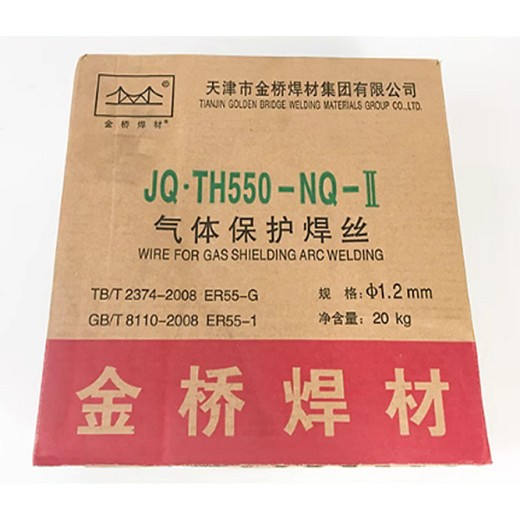 金桥焊材®
天津市金桥焊材集团有限公司
TIANJIN GOLDEN BRIDGE WELDING MATERIALS GROUP CO.,LTD.
JQ·TH550-NQ-Ⅱ
气体保护焊丝
WIRE FOR GAS SHIELDING ARC WELDING
TB/T 2374-2008 ER55-G
规 格: Φ1.2 mm
GB/T 8110-2008 ER55-1
净含量: 20 kg
金桥焊材